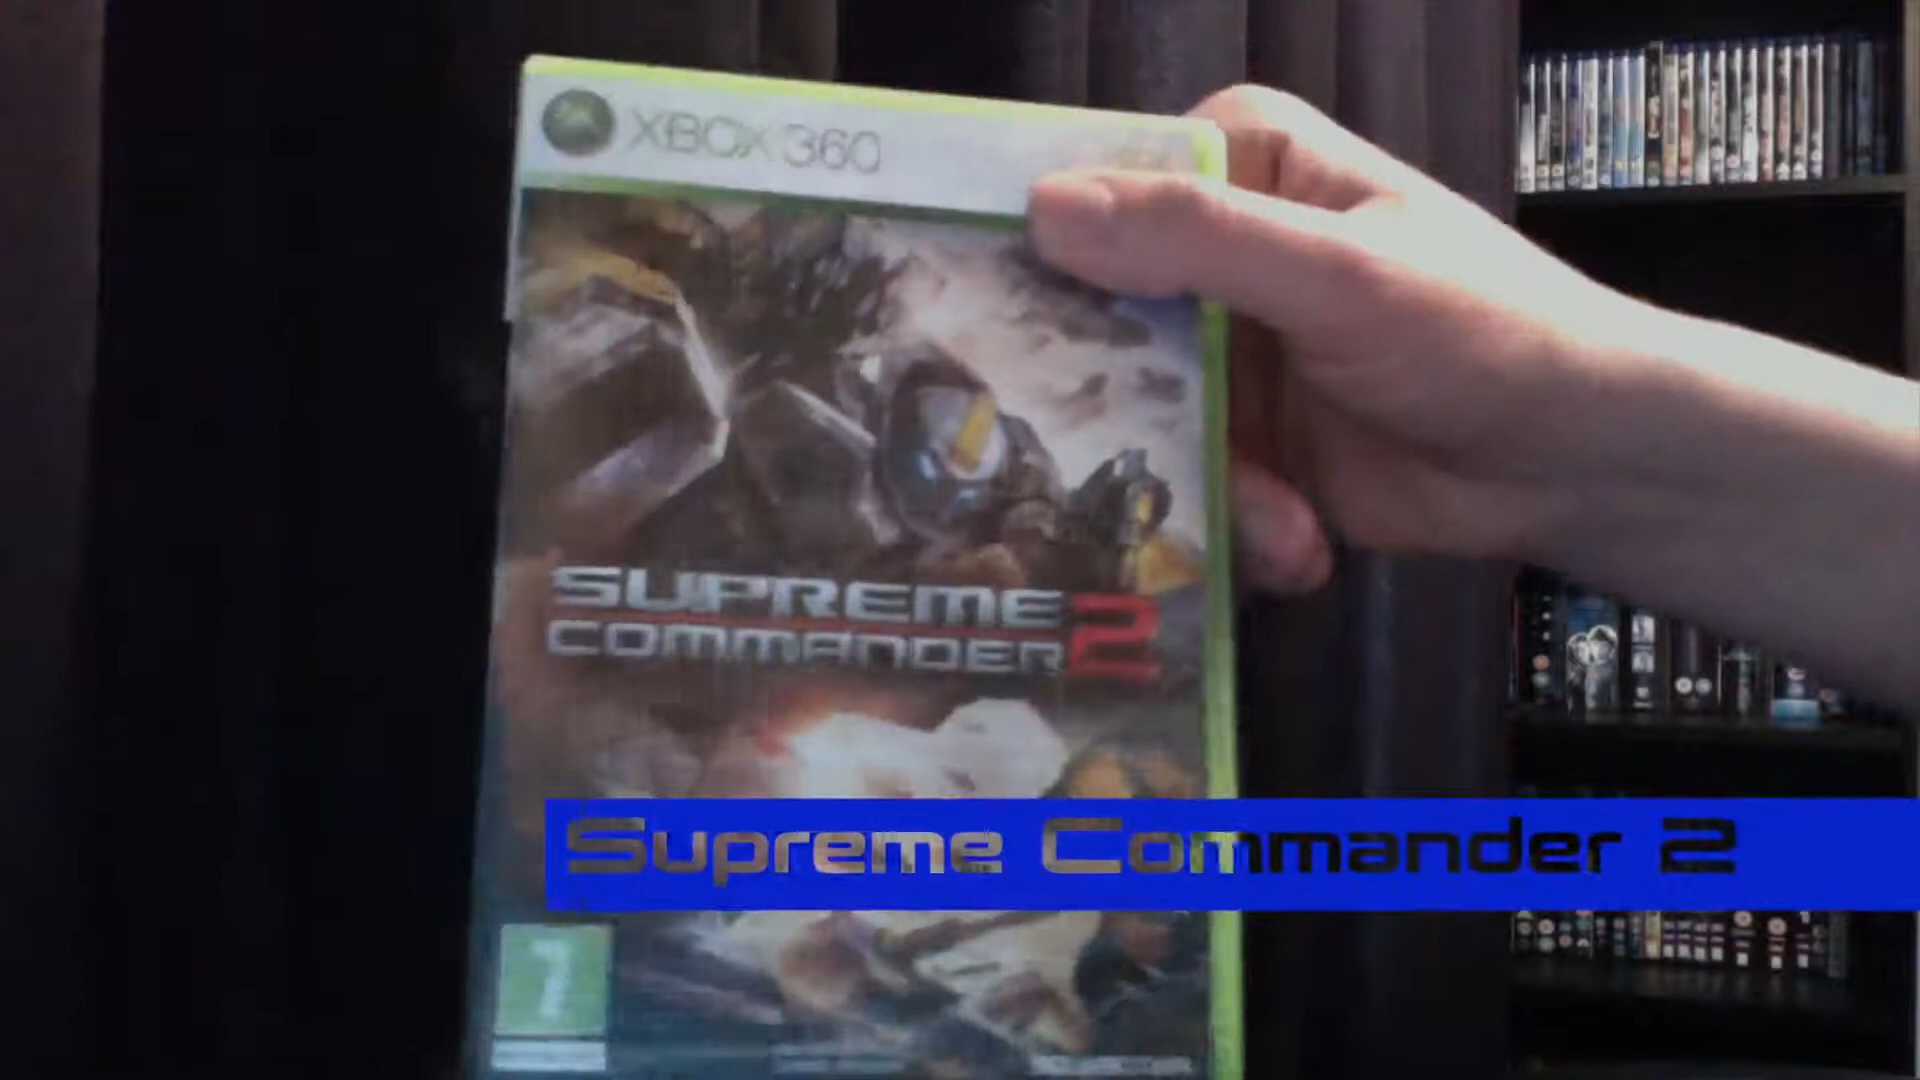 XBOX 360
SUPREME
COMMANDER 2
Supreme Commander 2
7